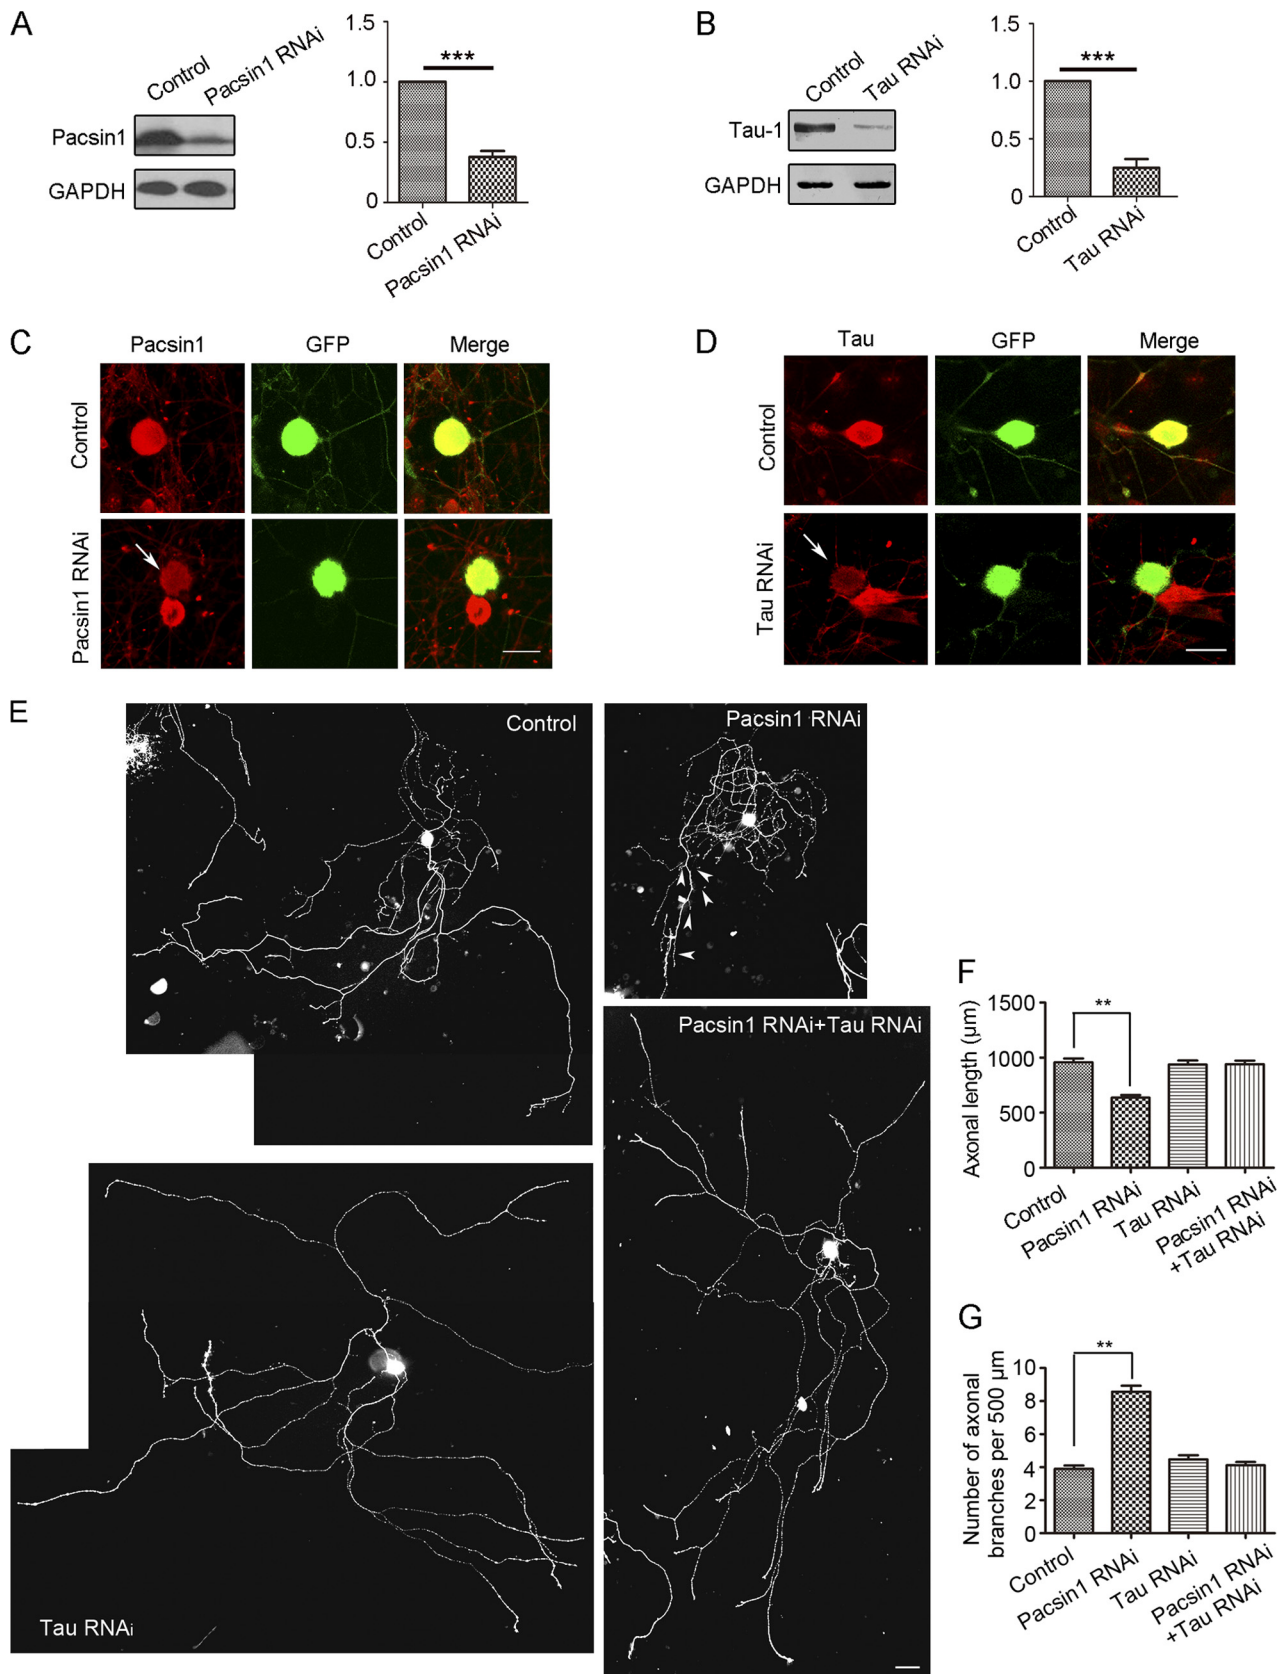 A
Control
Pacsin1 RNAi
Pacsin1
GAPDH
1.5
1.0
0.5
0
***
Control
Pacsin1 RNAi
B
Control
Tau RNAi
Tau-1
GAPDH
1.5
1.0
0.5
0
***
Control
Tau RNAi
C
Pacsin1
GFP
Merge
Control
Pacsin1 RNAi
D
Tau
GFP
Merge
Control
Tau RNAi
E
Control
Pacsin1 RNAi
Pacsin1 RNAi+Tau RNAi
Tau RNAi
F
Axonal length (µm)
1500
1000
500
0
**
Control
Pacsin1 RNAi
Tau RNAi
Pacsin1 RNAi
+Tau RNAi
G
Number of axonal
branches per 500 µm
10
8
6
4
2
0
**
Control
Pacsin1 RNAi
Tau RNAi
Pacsin1 RNAi
+Tau RNAi